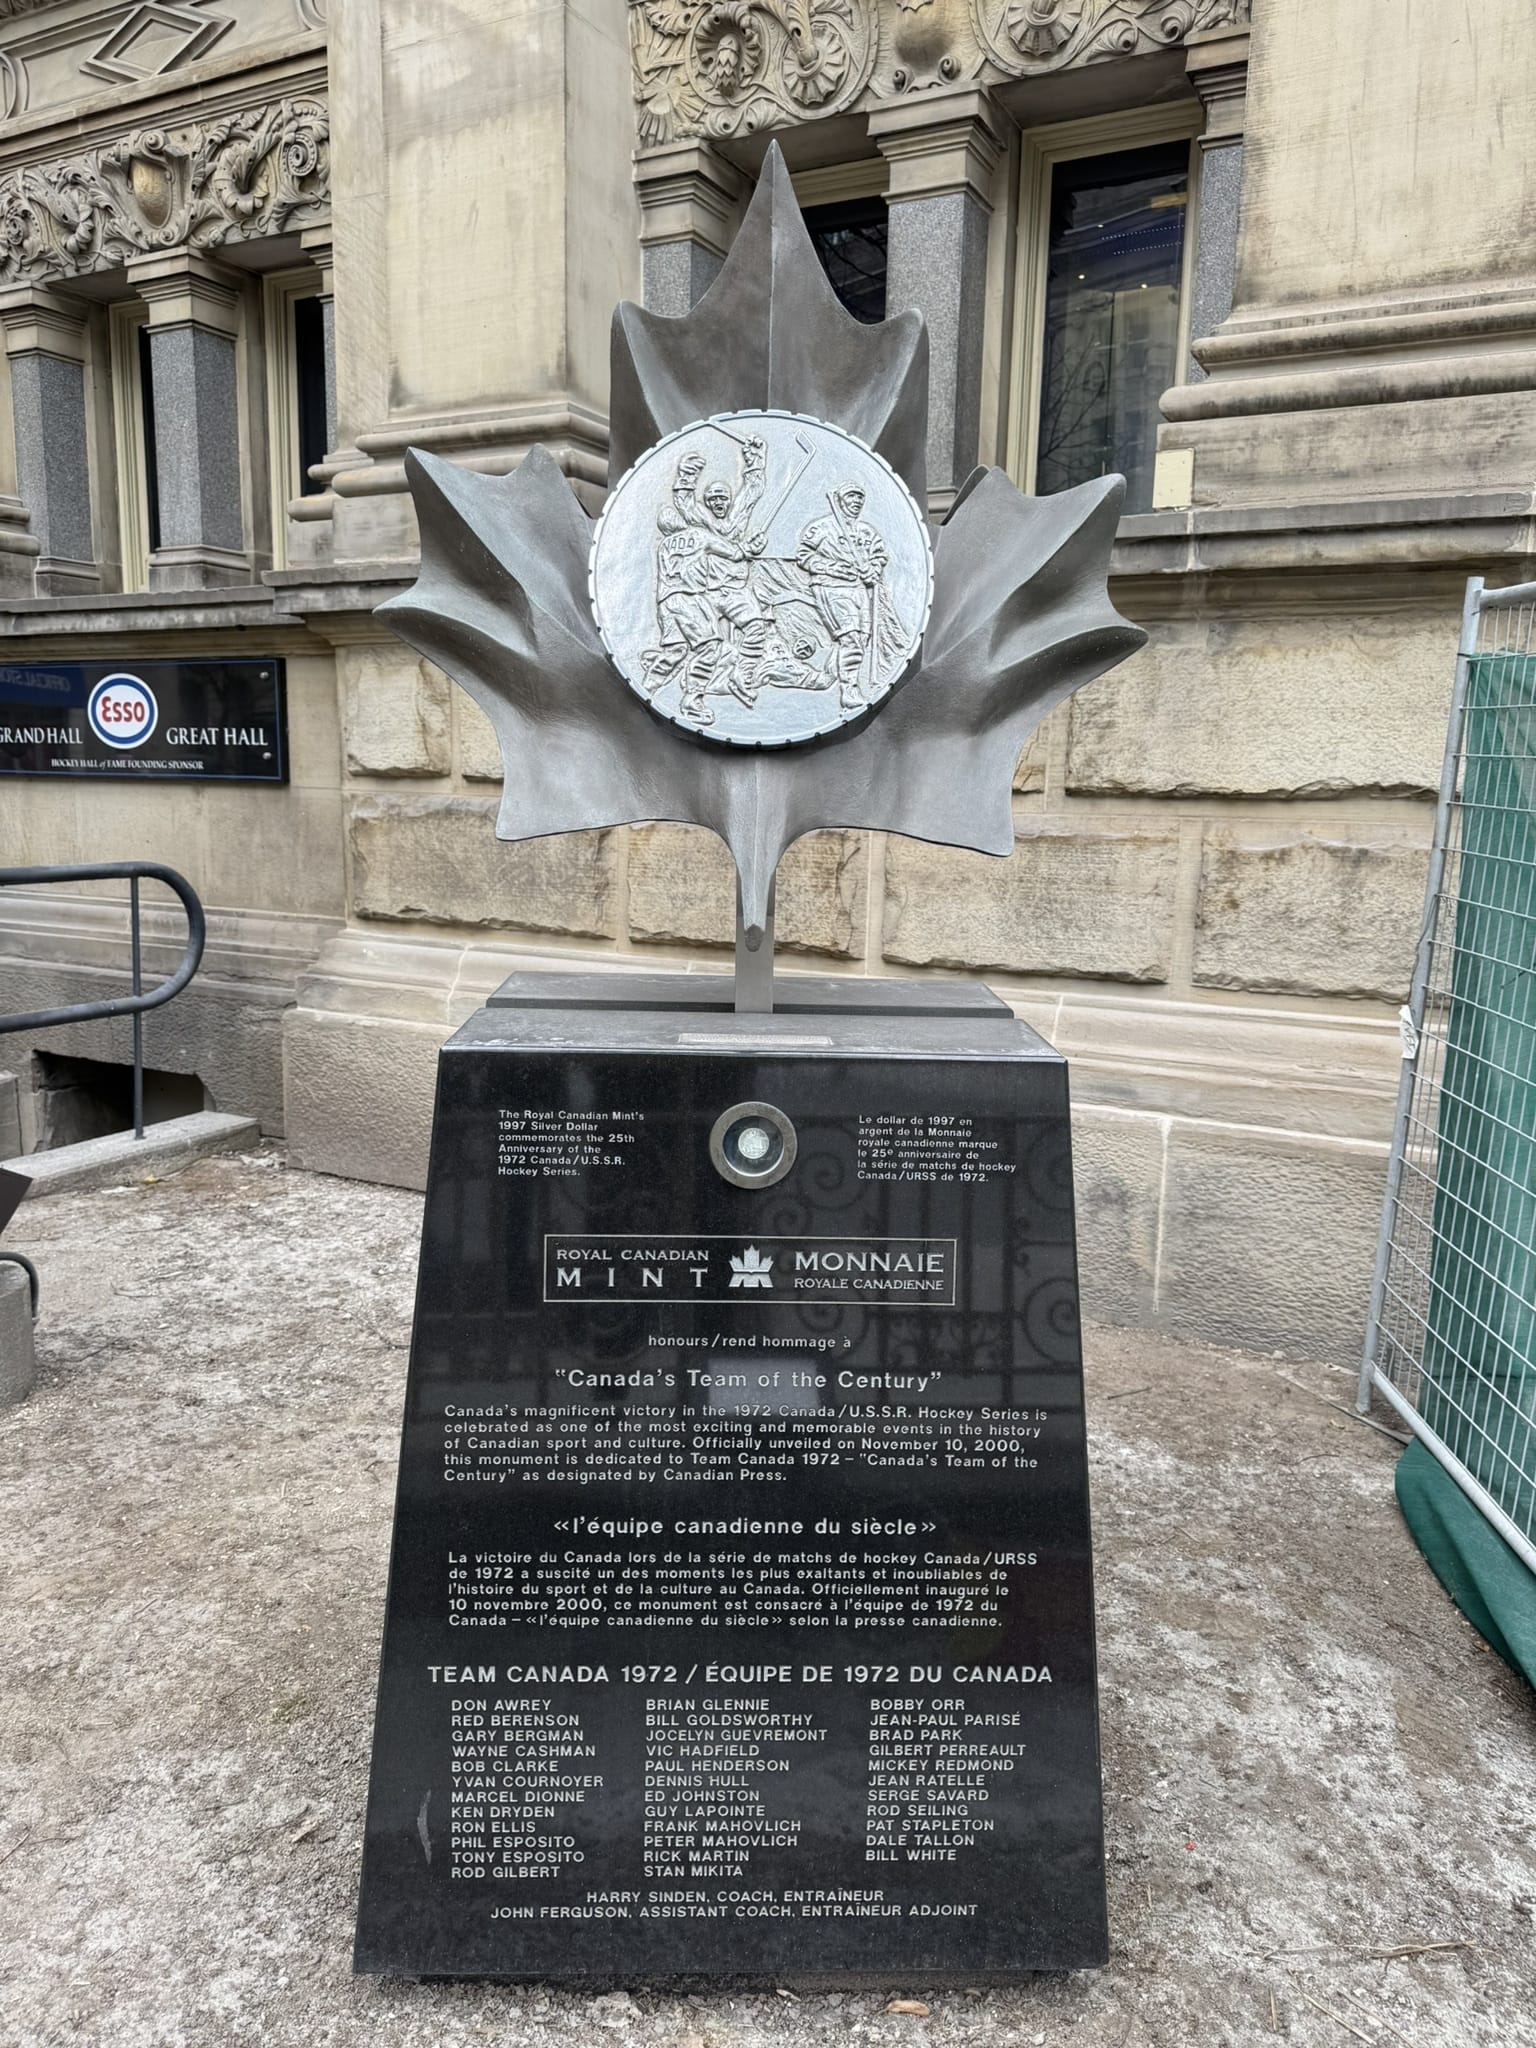 NADA
OFFICIAL STO
Esso
GRAND HALL
GREAT HALL
HOCKEY HALL of FAME FOUNDING SPONSOR
The Royal Canadian Mint's
1997 Silver Dollar
commemorates the 25th
Anniversary of the
1972 Canada/U.S.S.R.
Hockey Series.
Le dollar de 1997 en
argent de la Monnaie
royale canadienne marque
le 25e anniversaire de
la série de matchs de hockey
Canada/URSS de 1972.
ROYAL CANADIAN
MINT
MONNAIE
ROYALE CANADIENNE
honours/rend hommage à
"Canada's Team of the Century"
Canada's magnificent victory in the 1972 Canada/U.S.S.R. Hockey Series is
celebrated as one of the most exciting and memorable events in the history
of Canadian sport and culture. Officially unveiled on November 10, 2000,
this monument is dedicated to Team Canada 1972 – "Canada's Team of the
Century" as designated by Canadian Press.
«l'équipe canadienne du siècle»
La victoire du Canada lors de la série de matchs de hockey Canada/URSS
de 1972 a suscité un des moments les plus exaltants et inoubliables de
l'histoire du sport et de la culture au Canada. Officiellement inauguré le
10 novembre 2000, ce monument est consacré à l'équipe de 1972 du
Canada – «l'équipe canadienne du siècle» selon la presse canadienne.
TEAM CANADA 1972 / ÉQUIPE DE 1972 DU CANADA
DON AWREY
RED BERENSON
GARY BERGMAN
WAYNE CASHMAN
BOB CLARKE
YVAN COURNOYER
MARCEL DIONNE
KEN DRYDEN
RON ELLIS
PHIL ESPOSITO
TONY ESPOSITO
ROD GILBERT
BRIAN GLENNIE
BILL GOLDSWORTHY
JOCELYN GUEVREMONT
VIC HADFIELD
PAUL HENDERSON
DENNIS HULL
ED JOHNSTON
GUY LAPOINTE
FRANK MAHOVLICH
PETER MAHOVLICH
RICK MARTIN
STAN MIKITA
BOBBY ORR
JEAN-PAUL PARISÉ
BRAD PARK
GILBERT PERREAULT
MICKEY REDMOND
JEAN RATELLE
SERGE SAVARD
ROD SEILING
PAT STAPLETON
DALE TALLON
BILL WHITE
HARRY SINDEN, COACH, ENTRAÎNEUR
JOHN FERGUSON, ASSISTANT COACH, ENTRAÎNEUR ADJOINT